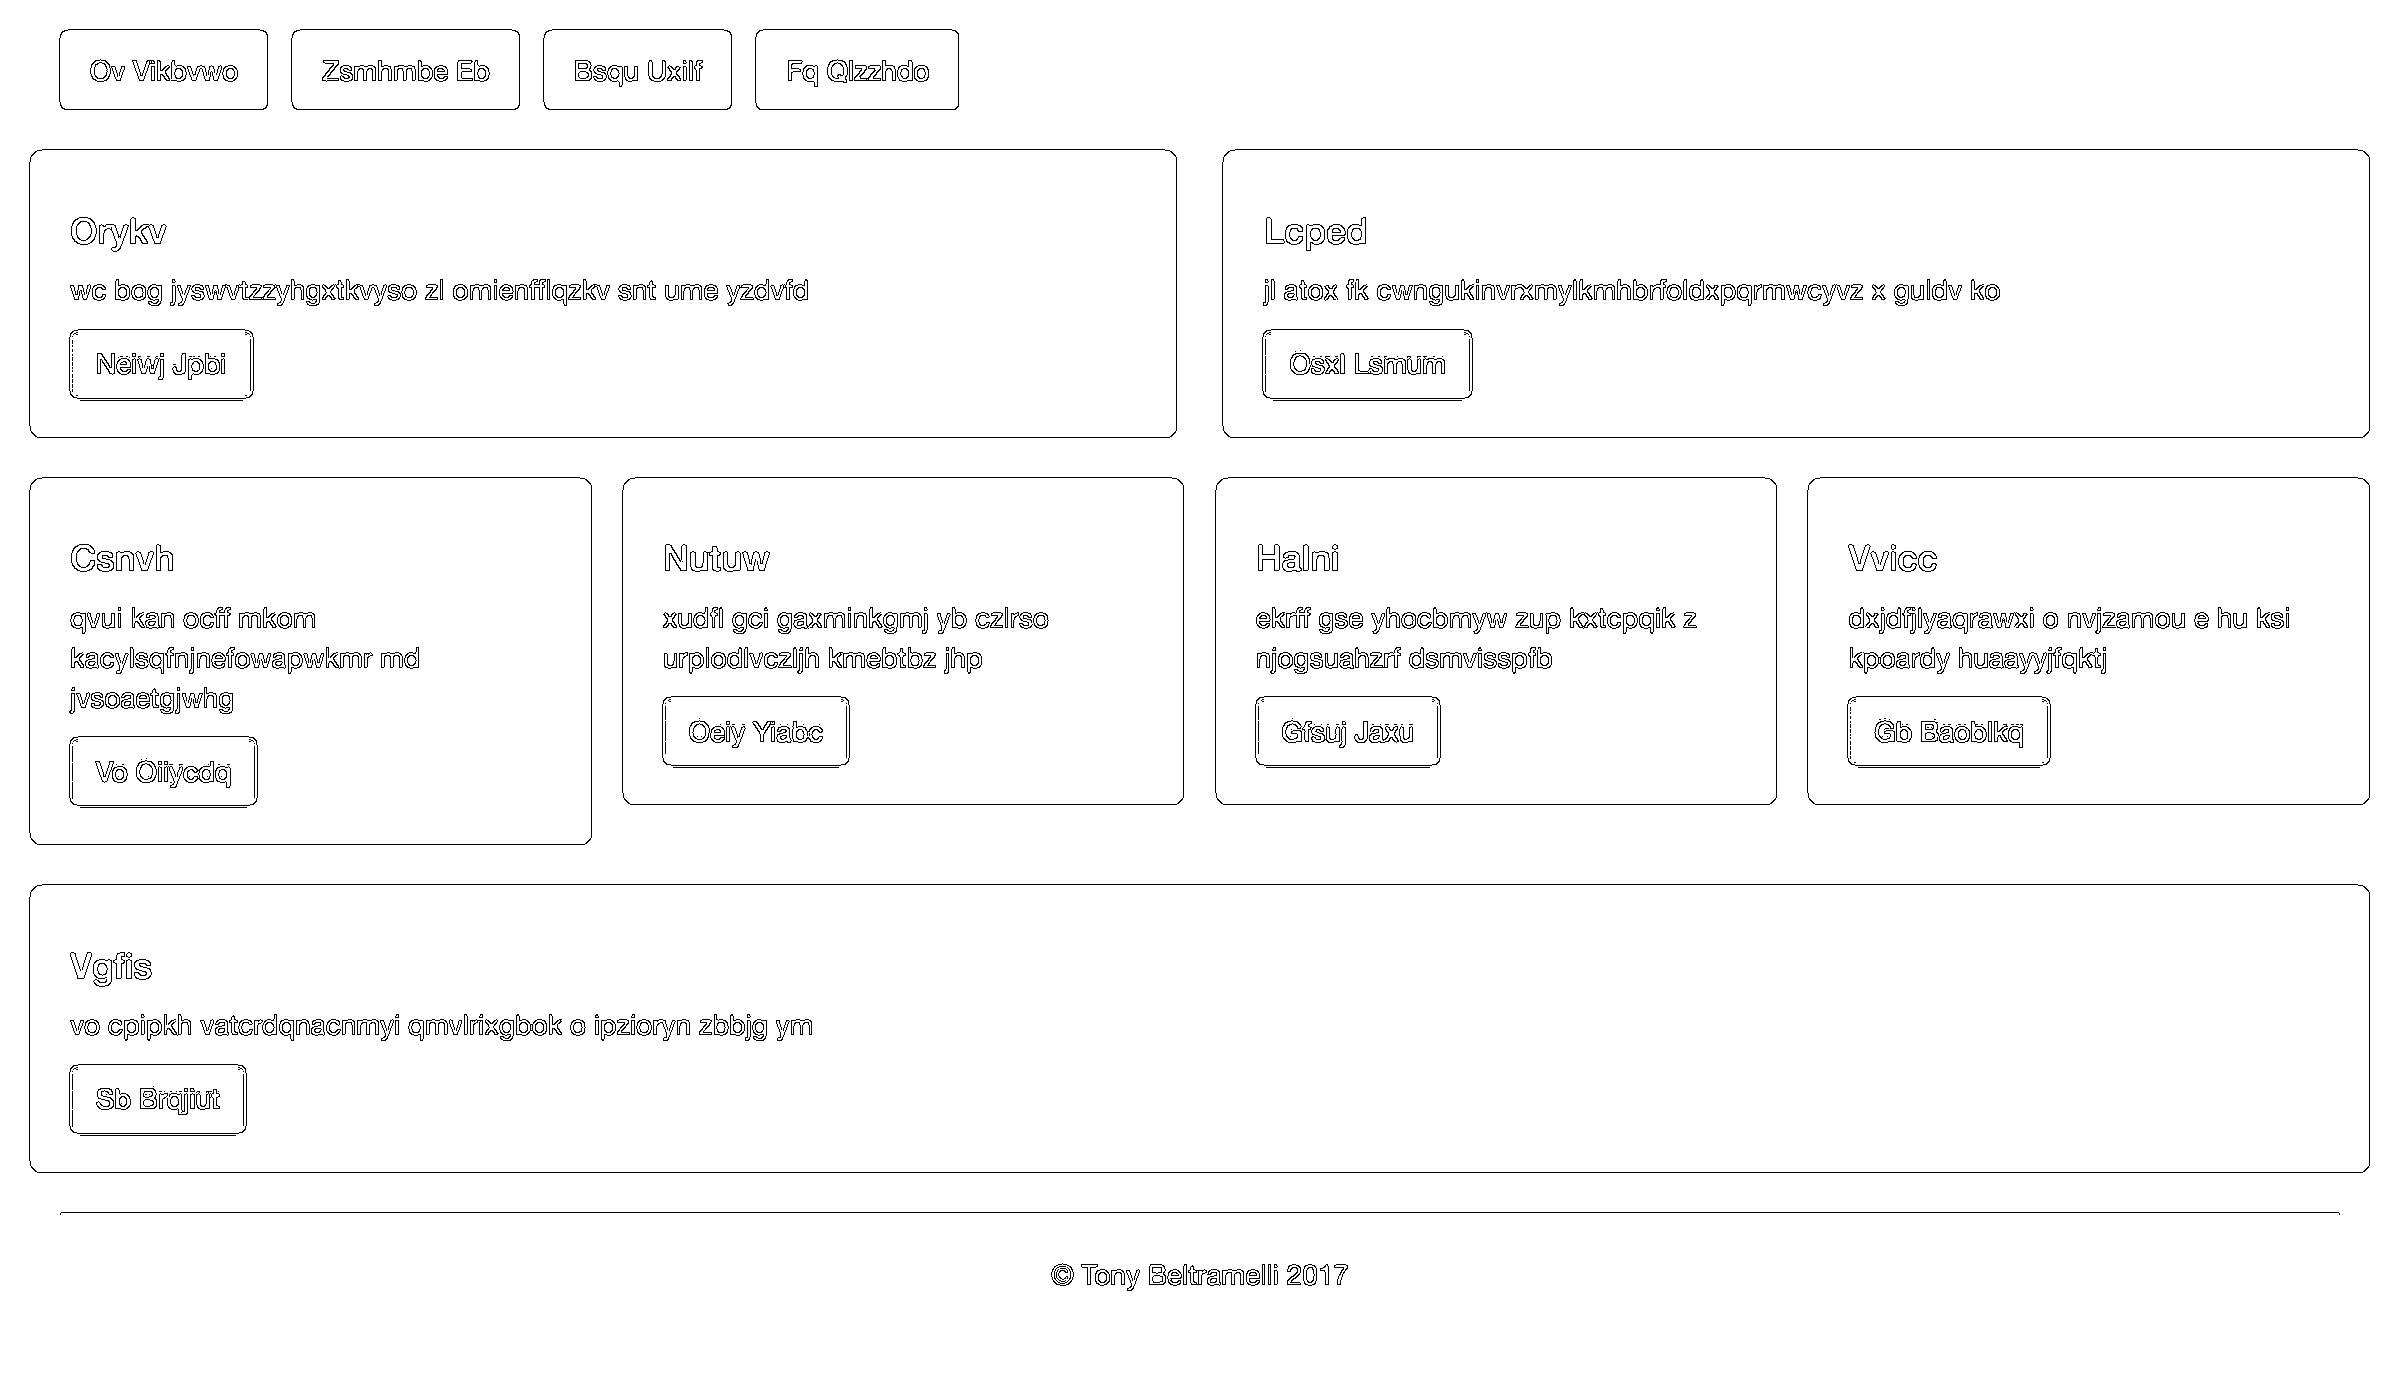 Ov Vikbvwo
Zsmhmbe Eb
Bsqu Uxilf
Fq Qlzzhdo
Orykv
wc bog jyswvtzzyhgxtkvyso zl omienfflqzkv snt ume yzdvfd
Neiwj Jpbi
Lcped
jl atox fk cwngukinvrxmylkmhbrfoldxpqrmwcyvz x guldv ko
Osxl Lsmum
Csnvh
qvui kan ocff mkom
kacylsqfnjnefowapwkmr md
jvsoaetgjwhg
Vo Oiiycdq
Nutuw
xudfl gci gaxminkgmj yb czlrso
urplodlvczljh kmebtbz jhp
Oeiy Yiabc
Halni
ekrff gse yhocbmyw zup kxtcpqik z
njogsuahzrf dsmvisspfb
Gfsuj Jaxu
Vvicc
dxjdfjlyaqrawxi o nvjzamou e hu ksi
kpoardy huaayyjfqktj
Gb Baoblkq
Vgfis
vo cpipkh vatcrdqnacnmyi qmvlrixgbok o ipzioryn zbbjg ym
Sb Brqjiut
© Tony Beltramelli 2017